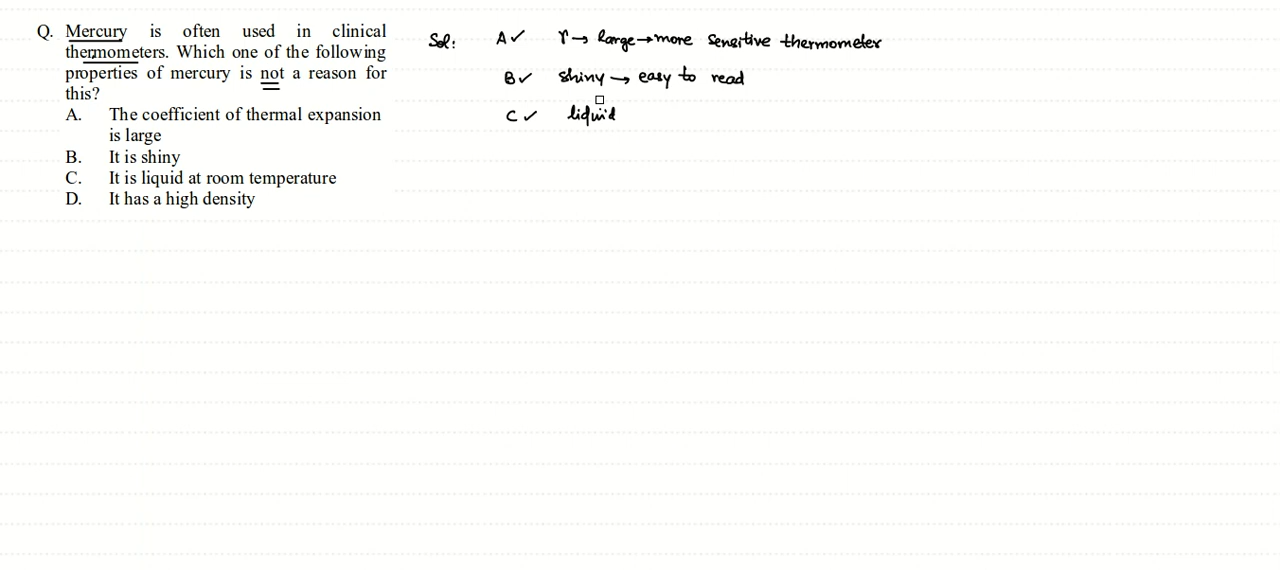 Q. Mercury is often used in clinical
thermometers. Which one of the following
properties of mercury is not a reason for
this?
A. The coefficient of thermal expansion
is large
B. It is shiny
C. It is liquid at room temperature
D. It has a high density
Sol:
A✓ γ→ large→more sensitive thermometer
B✓ shiny → easy to read
C✓ liquid